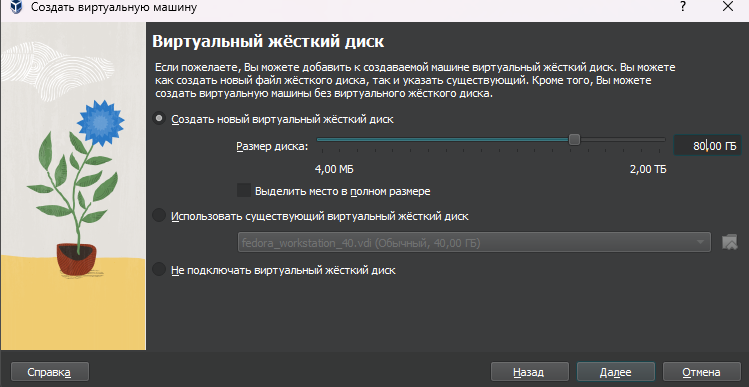 Создать виртуальную машину
?
Виртуальный жёсткий диск
Если пожелаете, Вы можете добавить к создаваемой машине виртуальный жёсткий диск. Вы можете
как создать новый файл жёсткого диска, так и указать существующий. Кроме того, Вы можете
создать виртуальную машины без виртуального жёсткого диска.
Создать новый виртуальный жёсткий диск
Размер диска:
80,00 ГБ
4,00 МБ
2,00 ТБ
Выделить место в полном размере
Использовать существующий виртуальный жёсткий диск
fedora_workstation_40.vdi (Обычный, 40,00 ГБ)
Не подключать виртуальный жёсткий диск
Справка
Назад
Далее
Отмена